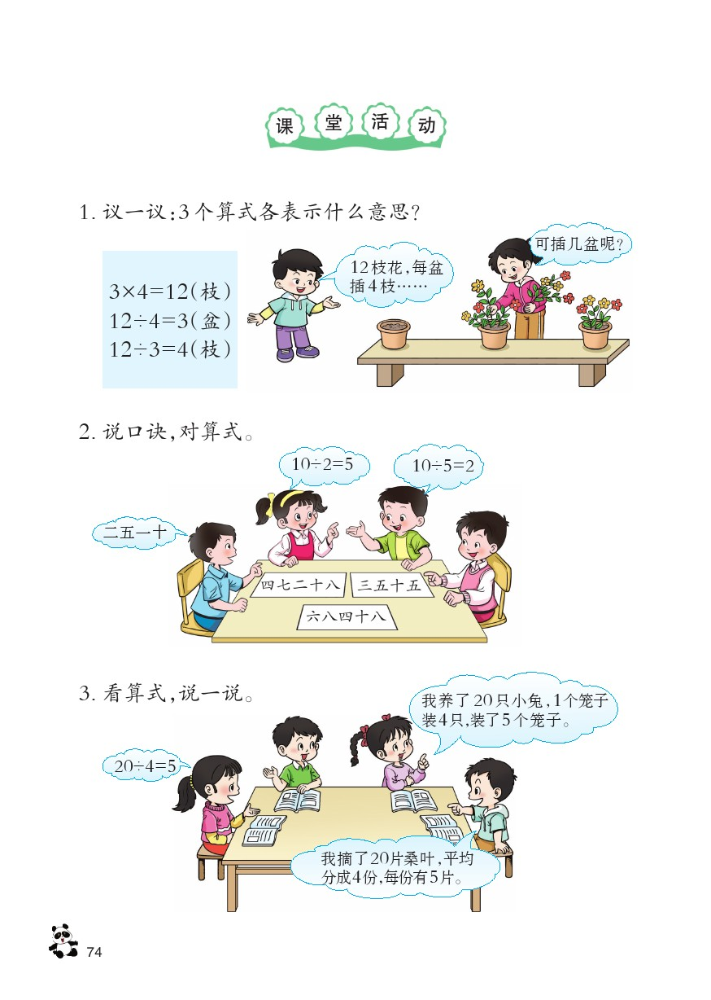 课堂活动
1. 议一议:3个算式各表示什么意思?
可插几盆呢?
12枝花,每盆
插4枝……
3×4=12(枝)
12÷4=3(盆)
12÷3=4(枝)
2. 说口诀,对算式。
10÷2=5
10÷5=2
二五一十
四七二十八
三五十五
六八四十八
3. 看算式,说一说。
我养了20只小兔,1个笼子
装4只,装了5个笼子。
20÷4=5
我摘了20片桑叶,平均
分成4份,每份有5片。
74